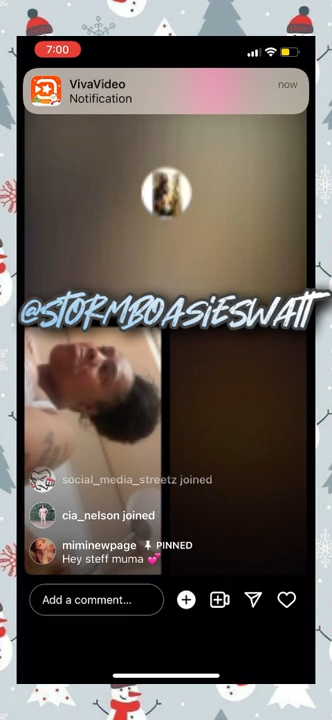 7:00
VivaVideo
now
Notification
@STORMBOASIESWATT
social_media_streetz joined
cia_nelson joined
miminewpage PINNED
Hey steff muma 💕
Add a comment...